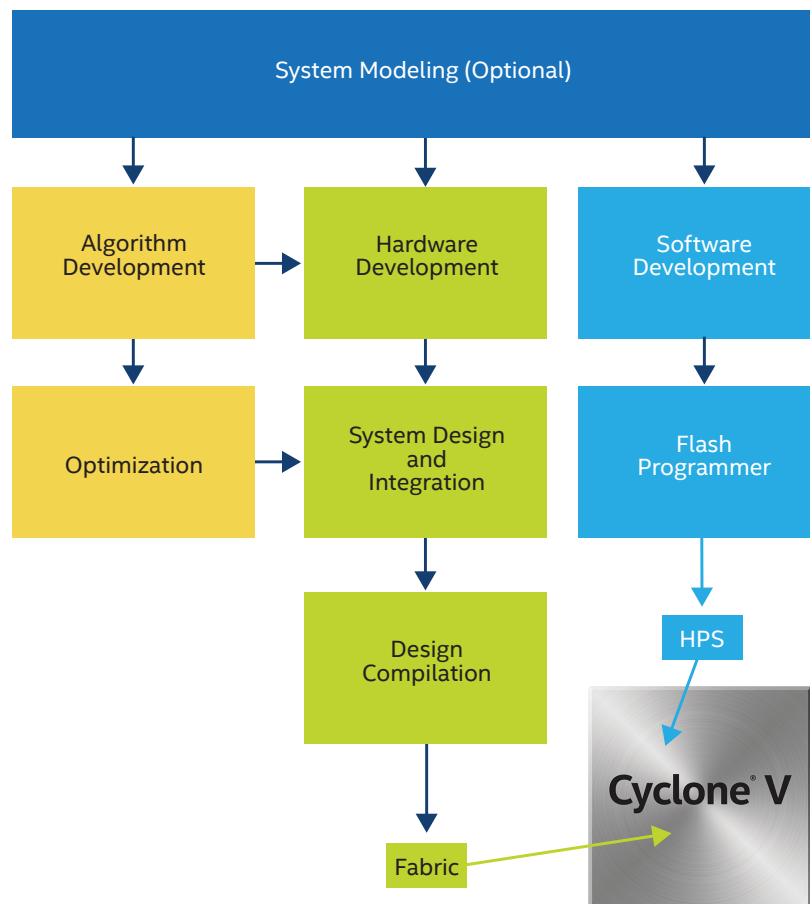 System Modeling (Optional)
Algorithm
Development
Hardware
Development
Software
Development
Optimization
System Design
and
Integration
Flash
Programmer
Design
Compilation
HPS
Cyclone® V
Fabric